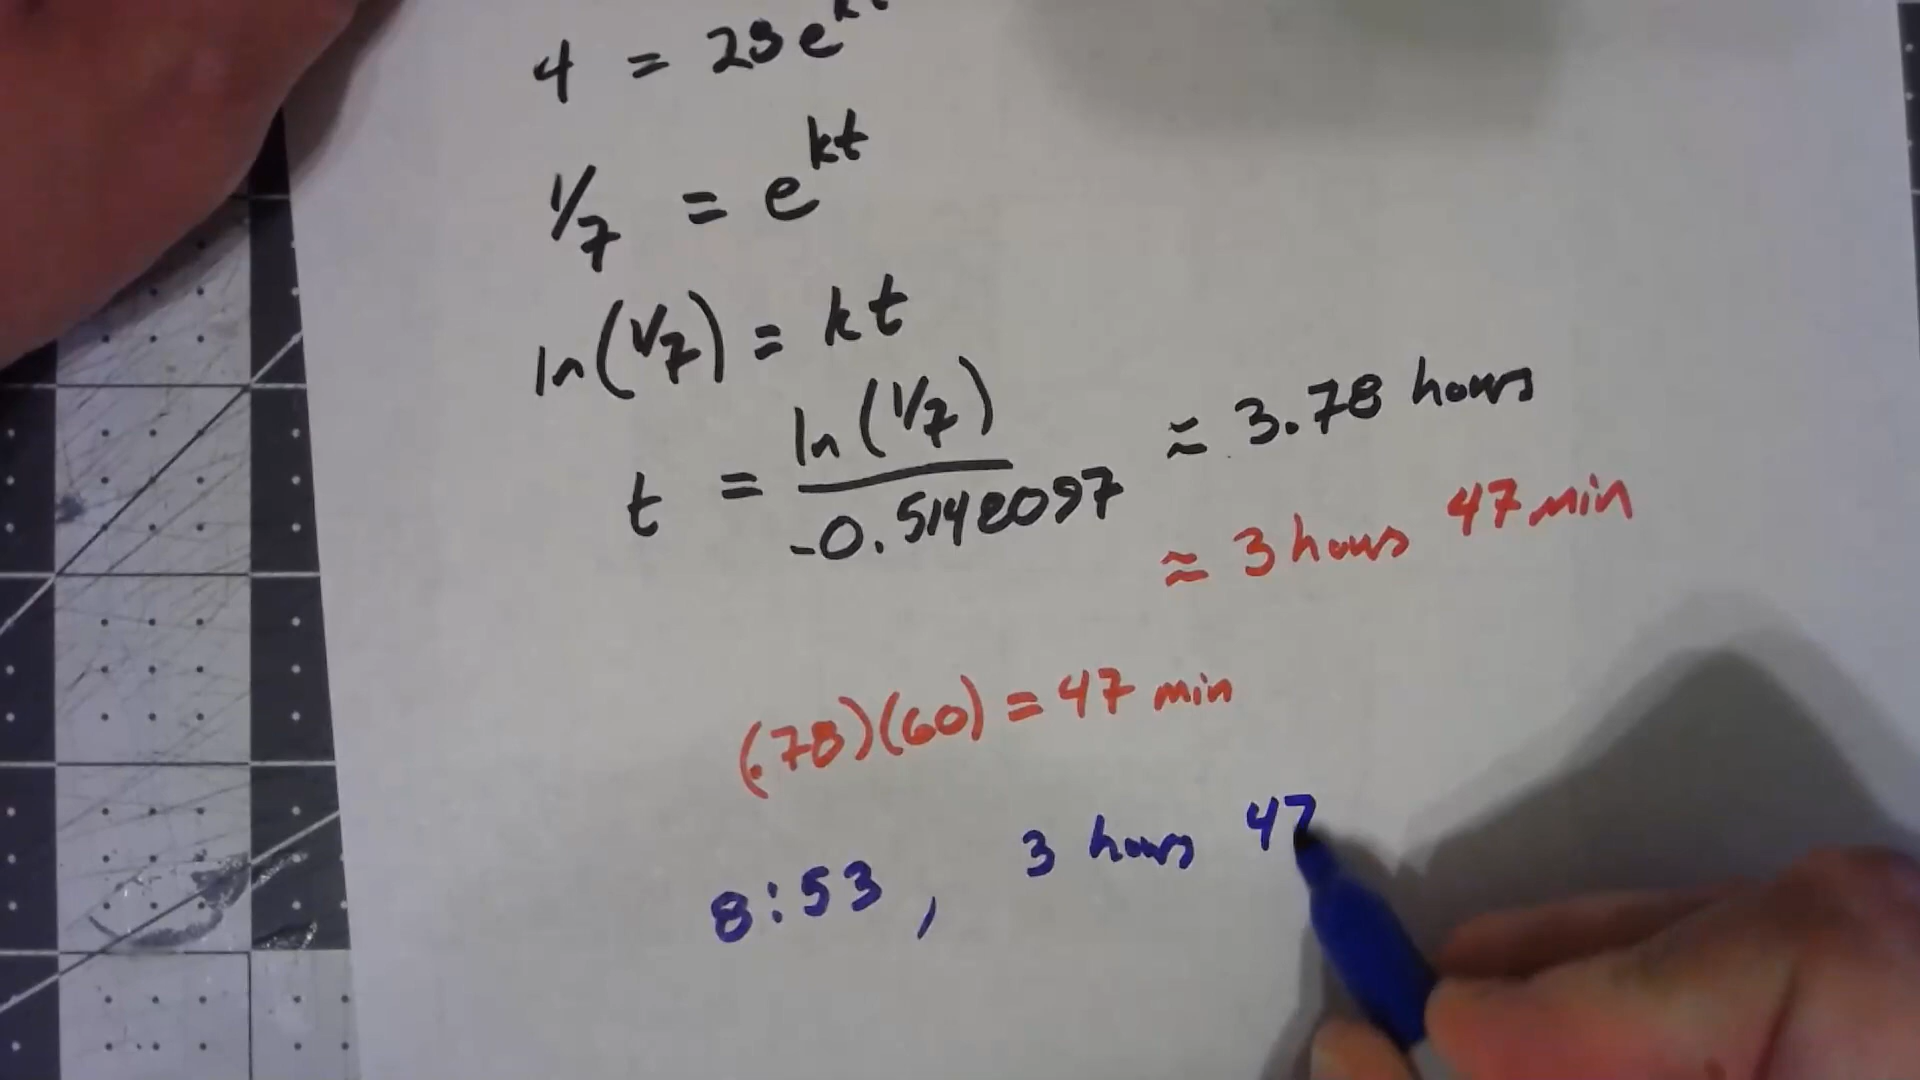 4 = 28e^kt
1/7 = e^kt
ln(1/7) = kt
t = ln(1/7) / -0.5142097 ≈ 3.78 hours
≈ 3 hours 47 min
(.78)(60) = 47 min
8:53, 3 hours 47